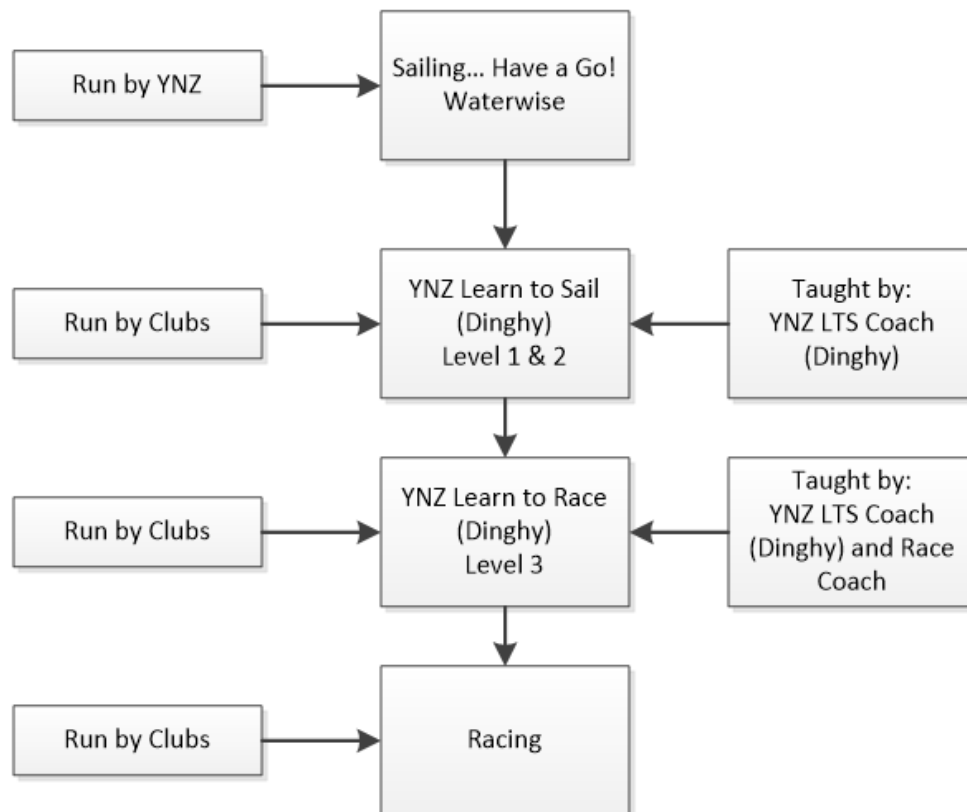 Run by YNZ
Sailing... Have a Go!
Waterwise
Run by Clubs
YNZ Learn to Sail
(Dinghy)
Level 1 & 2
Taught by:
YNZ LTS Coach
(Dinghy)
Run by Clubs
YNZ Learn to Race
(Dinghy)
Level 3
Taught by:
YNZ LTS Coach
(Dinghy) and Race
Coach
Run by Clubs
Racing